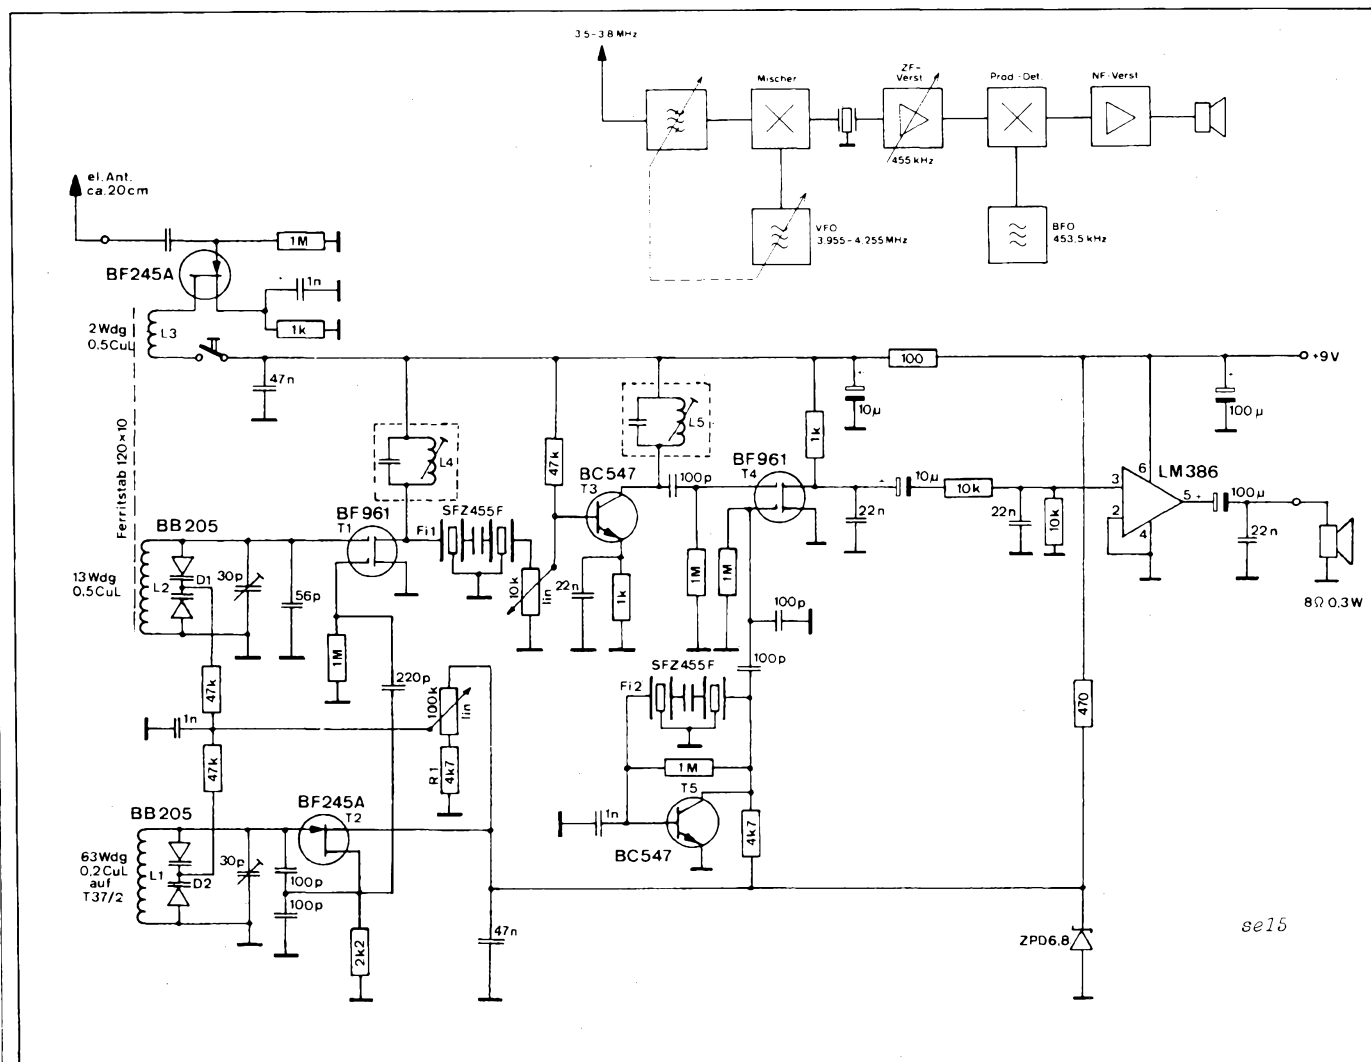 3.5-3.8 MHz
Mischer
ZF-
Verst
Prod.-Det.
NF-Verst
455 kHz
VFO
3.955-4.255 MHz
BFO
453.5 kHz
el. Ant.
ca. 20cm
1M
BF245A
1n
1k
2Wdg
0.5CuL
L3
47n
Ferritstab 120×10
100
+9V
10µ
100µ
L4
L5
47k
1k
BC547
T3
100p
BF961
T4
10µ
10k
22n
22n
10k
3
2
6
4
5
+
LM386
100µ
22n
8Ω 0.3W
BB205
BF961
T1
Fi1
SFZ455F
13Wdg
0.5CuL
L2
D1
30p
56p
10k
lin
22n
1k
1M
1M
100p
100p
1M
220p
47k
1n
47k
100k
lin
R1
4k7
SFZ455F
Fi2
1M
T5
1n
BC547
4k7
470
BB205
BF245A
T2
63Wdg
0,2CuL
auf
T37/2
L1
D2
30p
100p
100p
2k2
47n
ZPD6,8
se15